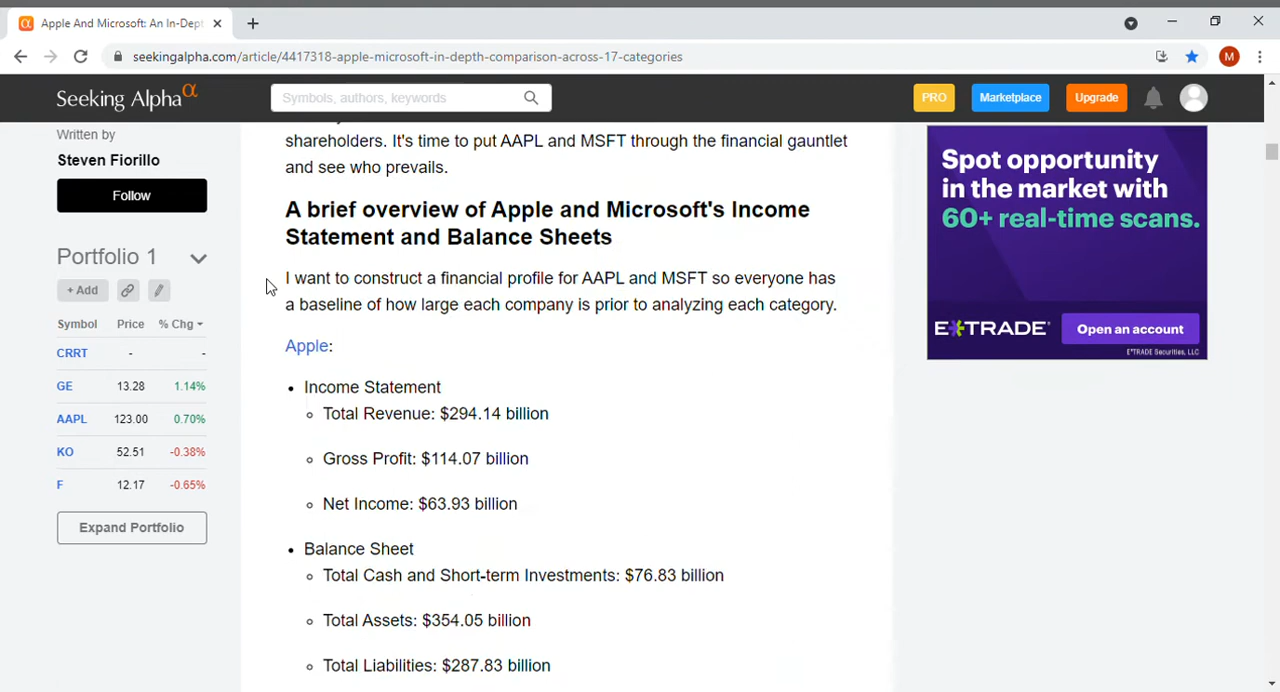 Apple And Microsoft: An In-Dept
seekingalpha.com/article/4417318-apple-microsoft-in-depth-comparison-across-17-categories
M
Seeking Alpha α
Symbols, authors, keywords
PRO
Marketplace
Upgrade
Written by
Steven Fiorillo
Follow
Portfolio 1
+ Add
Symbol Price % Chg
CRRT - -
GE 13.28 1.14%
AAPL 123.00 0.70%
KO 52.51 -0.38%
F 12.17 -0.65%
Expand Portfolio
shareholders. It's time to put AAPL and MSFT through the financial gauntlet
and see who prevails.
A brief overview of Apple and Microsoft's Income
Statement and Balance Sheets
I want to construct a financial profile for AAPL and MSFT so everyone has
a baseline of how large each company is prior to analyzing each category.
Apple:
Income Statement
Total Revenue: $294.14 billion
Gross Profit: $114.07 billion
Net Income: $63.93 billion
Balance Sheet
Total Cash and Short-term Investments: $76.83 billion
Total Assets: $354.05 billion
Total Liabilities: $287.83 billion
Spot opportunity
in the market with
60+ real-time scans.
E*TRADE
Open an account
E*TRADE Securities, LLC